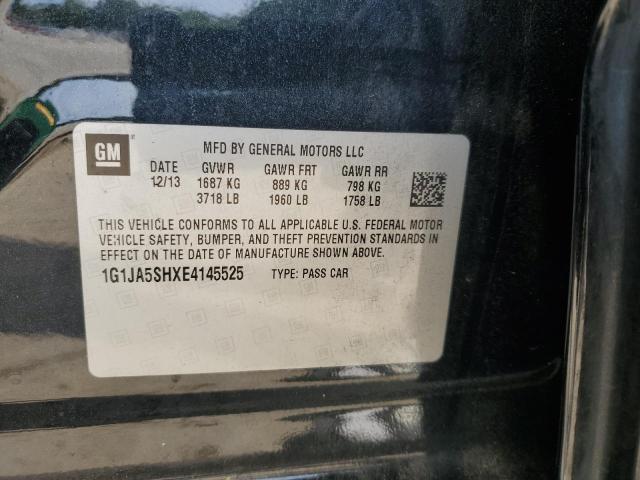 GM
MFD BY GENERAL MOTORS LLC
DATE GVWR GAWR FRT GAWR RR
12/13 1687 KG 889 KG 798 KG
3718 LB 1960 LB 1758 LB
THIS VEHICLE CONFORMS TO ALL APPLICABLE U.S. FEDERAL MOTOR
VEHICLE SAFETY, BUMPER, AND THEFT PREVENTION STANDARDS IN
EFFECT ON THE DATE OF MANUFACTURE SHOWN ABOVE.
1G1JA5SHXE4145525 TYPE: PASS CAR